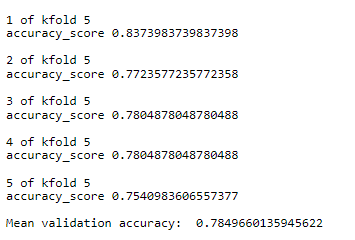 1 of kfold 5
accuracy_score 0.8373983739837398
2 of kfold 5
accuracy_score 0.7723577235772358
3 of kfold 5
accuracy_score 0.7804878048780488
4 of kfold 5
accuracy_score 0.7804878048780488
5 of kfold 5
accuracy_score 0.7540983606557377
Mean validation accuracy:  0.7849660135945622